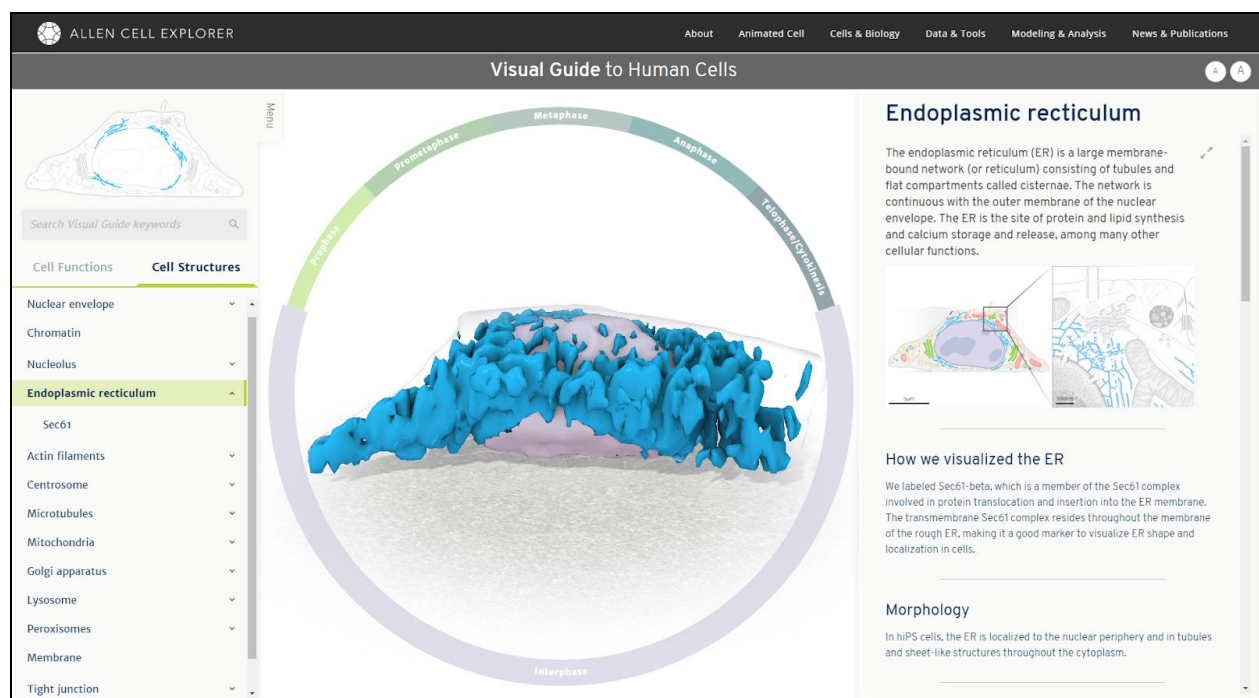 ALLEN CELL EXPLORER
About
Animated Cell
Cells & Biology
Data & Tools
Modeling & Analysis
News & Publications
Visual Guide to Human Cells
A
A
Menu
Search Visual Guide keywords
Cell Functions
Cell Structures
Nuclear envelope
Chromatin
Nucleolus
Endoplasmic recticulum
Sec61
Actin filaments
Centrosome
Microtubules
Mitochondria
Golgi apparatus
Lysosome
Peroxisomes
Membrane
Tight junction
Prophase
Prometaphase
Metaphase
Anaphase
Telophase/Cytokinesis
Interphase
Endoplasmic recticulum
The endoplasmic reticulum (ER) is a large membrane-
bound network (or reticulum) consisting of tubules and
flat compartments called cisternae. The network is
continuous with the outer membrane of the nuclear
envelope. The ER is the site of protein and lipid synthesis
and calcium storage and release, among many other
cellular functions.
5µm
How we visualized the ER
We labeled Sec61-beta, which is a member of the Sec61 complex
involved in protein translocation and insertion into the ER membrane.
The transmembrane Sec61 complex resides throughout the membrane
of the rough ER, making it a good marker to visualize ER shape and
localization in cells.
Morphology
In hiPS cells, the ER is localized to the nuclear periphery and in tubules
and sheet-like structures throughout the cytoplasm.